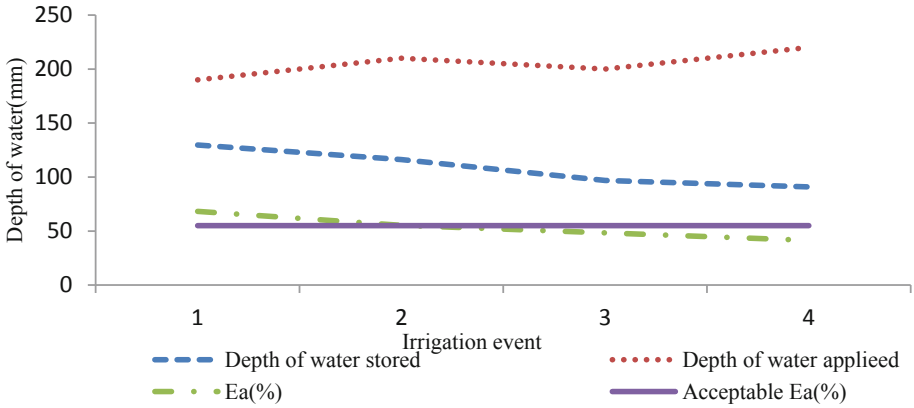 250
200
150
100
50
0
Depth of water(mm)
1 2 3 4
Irrigation event
Depth of water stored Depth of water applieed
Ea(%) Acceptable Ea(%)